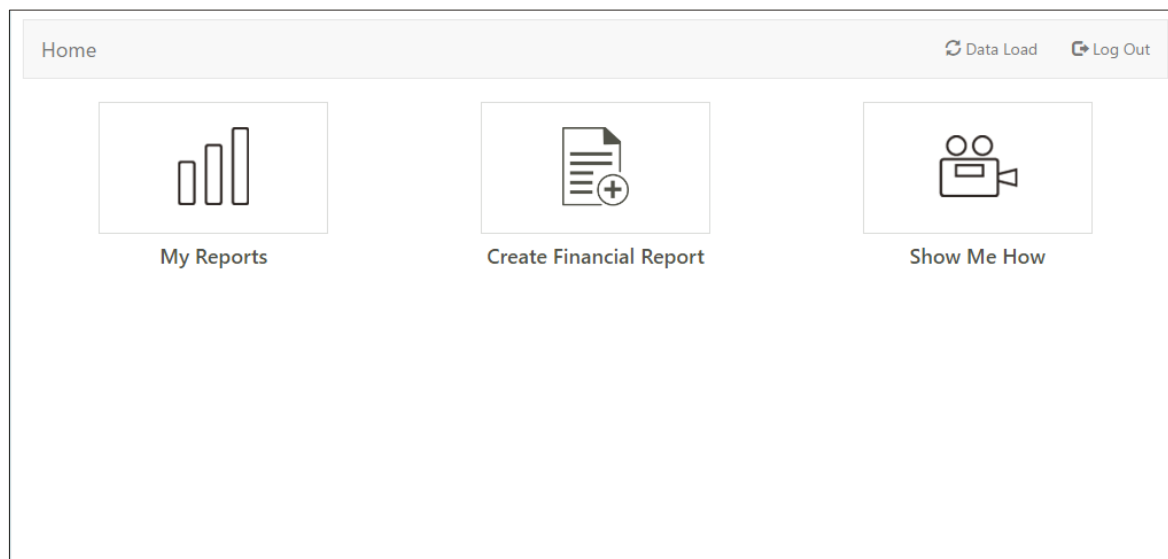 Home
Data Load
Log Out
My Reports
Create Financial Report
Show Me How